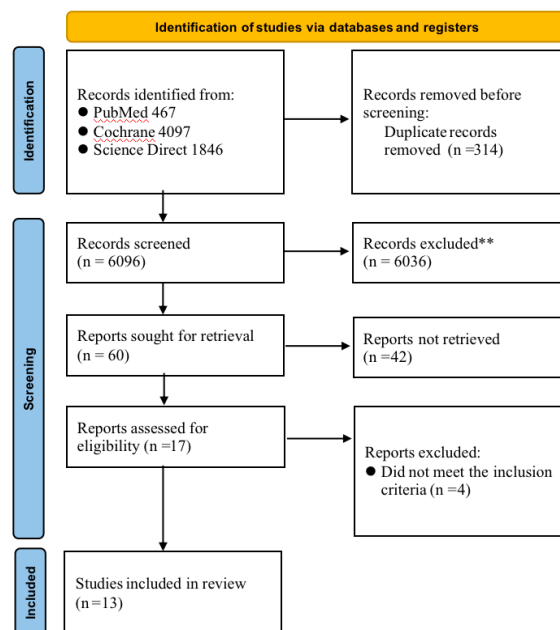 Identification of studies via databases and registers
Identification
Records identified from:
● PubMed 467
● Cochrane 4097
● Science Direct 1846
Records removed before
screening:
Duplicate records
removed (n =314)
Screening
Records screened
(n = 6096)
Records excluded**
(n = 6036)
Reports sought for retrieval
(n = 60)
Reports not retrieved
(n =42)
Reports assessed for
eligibility (n =17)
Reports excluded:
● Did not meet the inclusion
criteria (n =4)
Included
Studies included in review
(n =13)